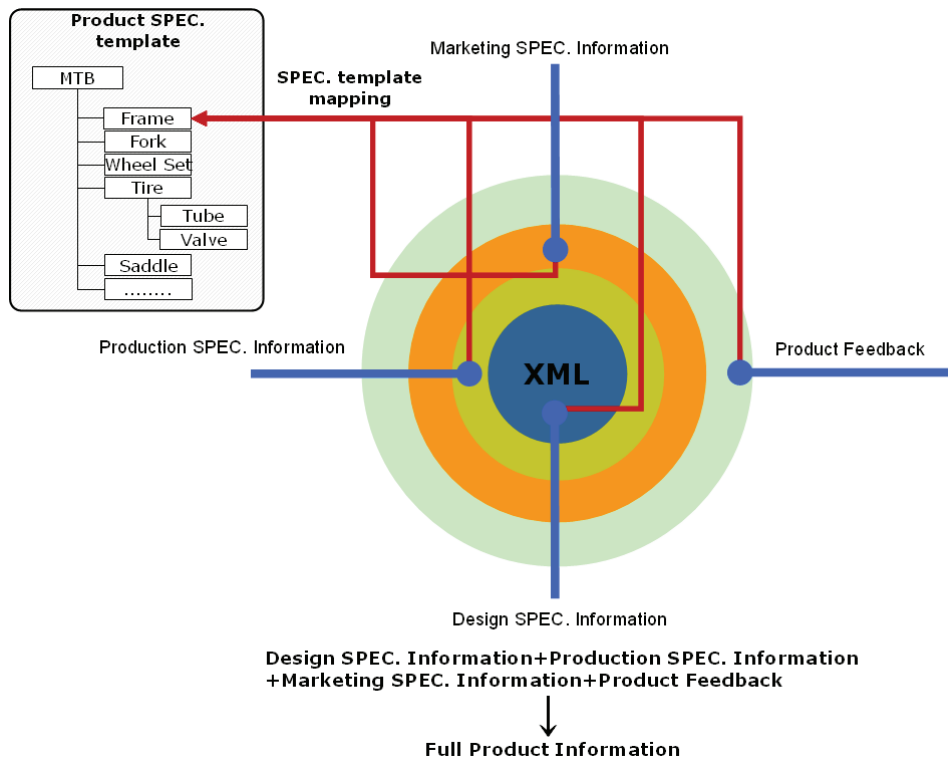 Product SPEC.
template
MTB
Frame
Fork
Wheel Set
Tire
Tube
Valve
Saddle
........
SPEC. template
mapping
Marketing SPEC. Information
Production SPEC. Information
XML
Product Feedback
Design SPEC. Information
Design SPEC. Information+Production SPEC. Information
+Marketing SPEC. Information+Product Feedback
Full Product Information